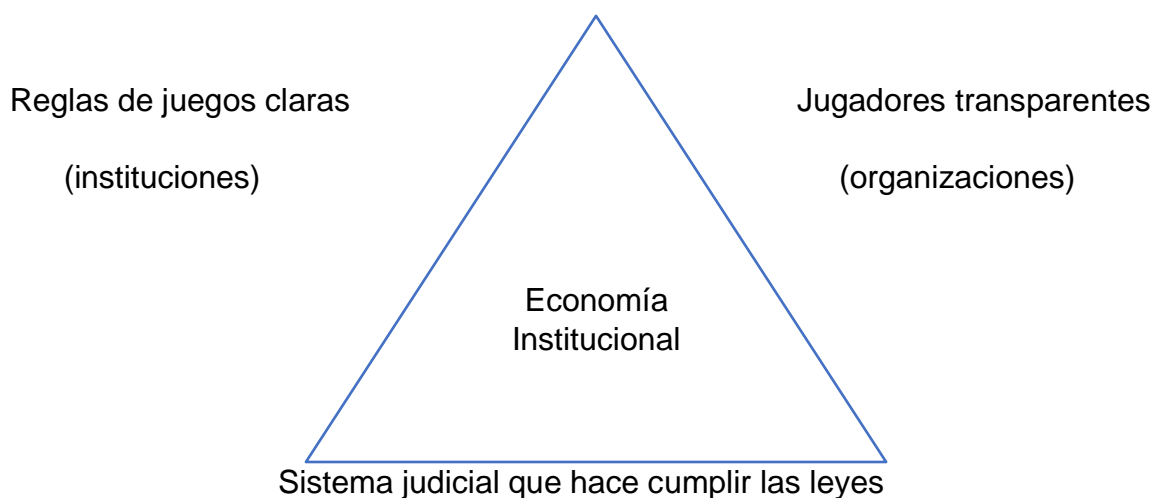 Reglas de juegos claras
(instituciones)
Jugadores transparentes
(organizaciones)
Economía
Institucional
Sistema judicial que hace cumplir las leyes